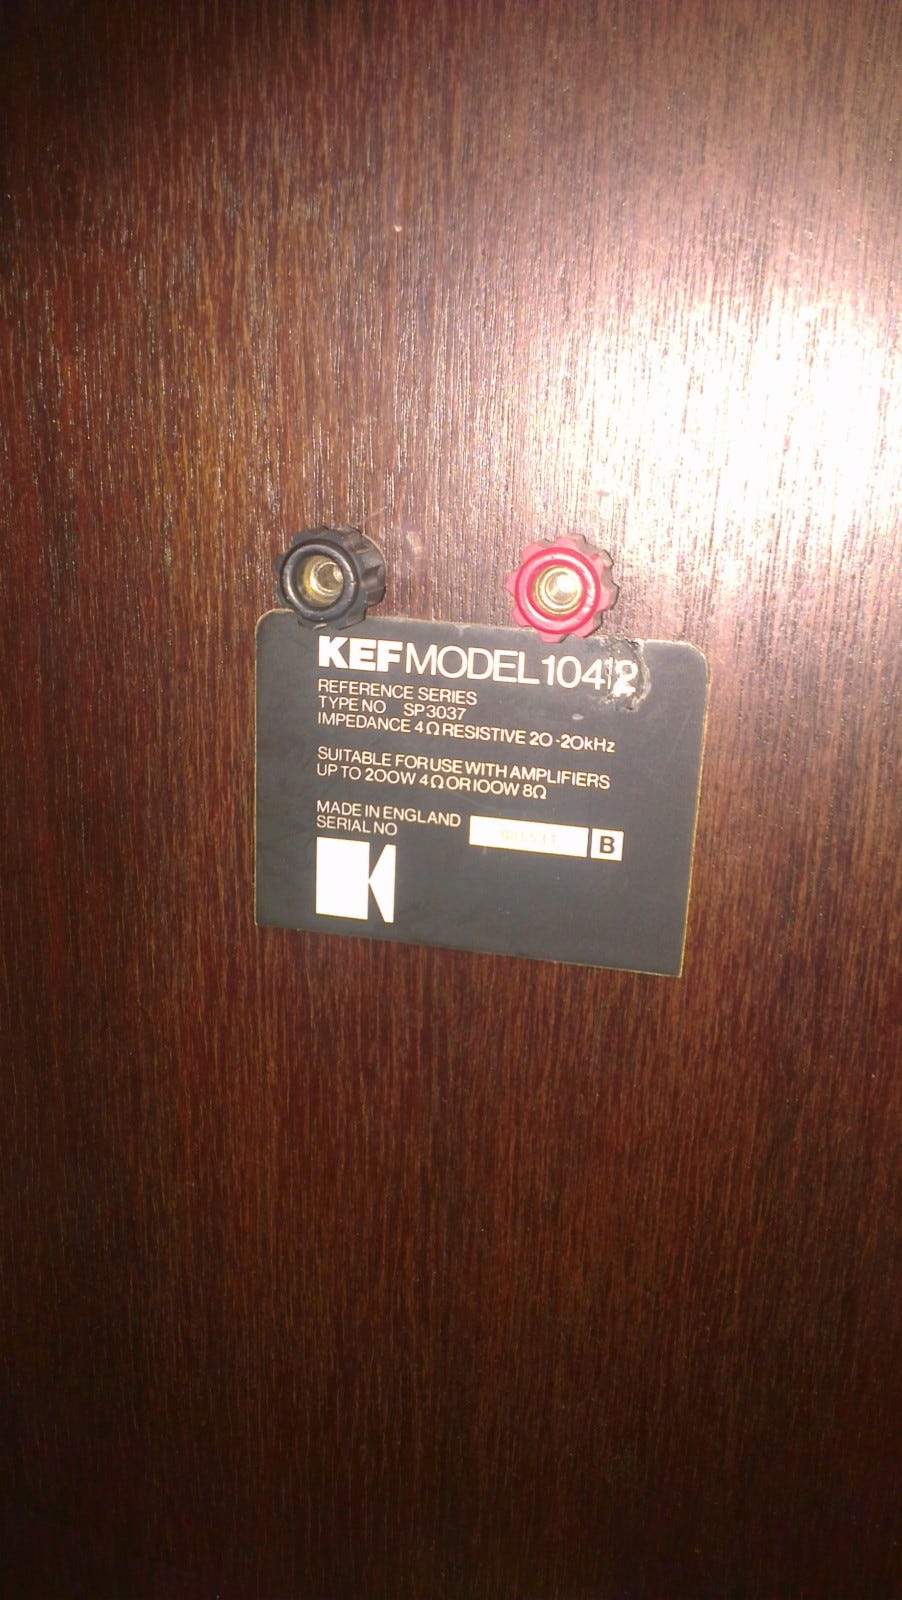 KEF MODEL 104/2
REFERENCE SERIES
TYPE NO SP3037
IMPEDANCE 4Ω RESISTIVE 20-20kHz
SUITABLE FOR USE WITH AMPLIFIERS
UP TO 200W 4Ω OR 100W 8Ω
MADE IN ENGLAND
SERIAL NO
B